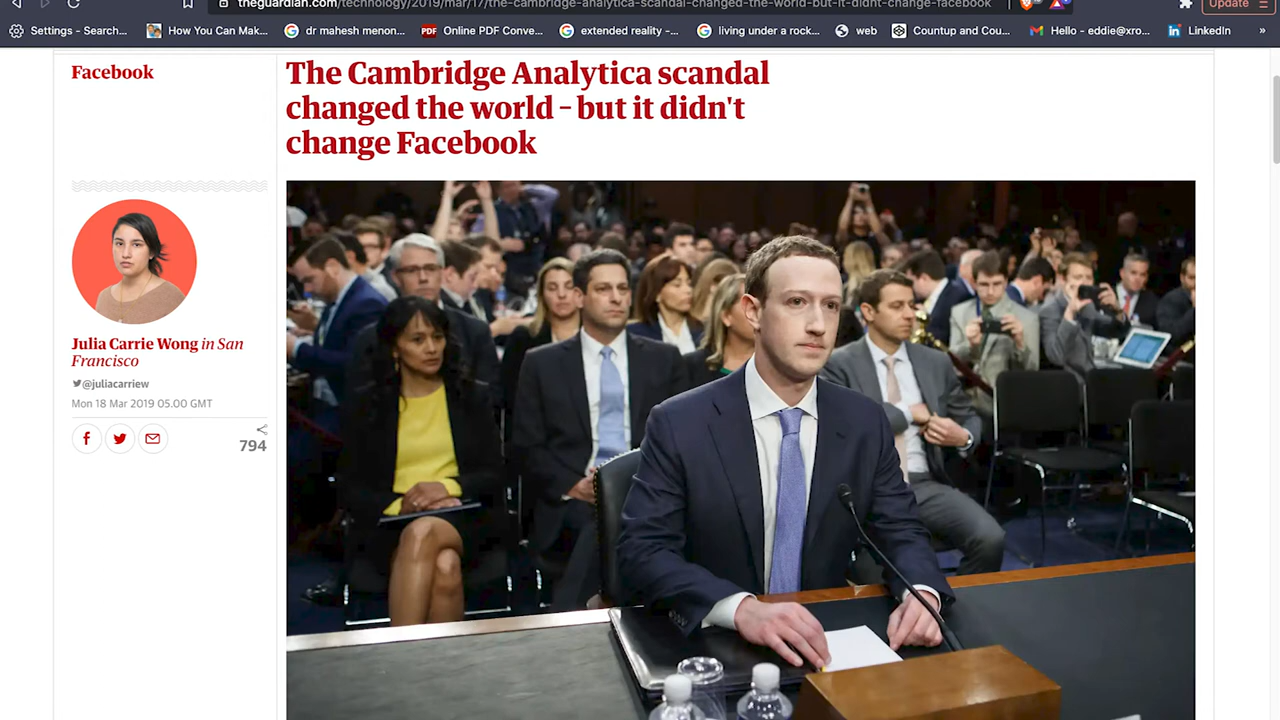 theguardian.com/technology/2019/mar/17/the-cambridge-analytica-scandal-changed-the-world-but-it-didnt-change-facebook
Update
Settings - Search...
How You Can Mak...
dr mahesh menon...
PDF
Online PDF Conve...
extended reality -...
living under a rock...
web
Countup and Cou...
Hello - eddie@xro...
LinkedIn
»
Facebook
The Cambridge Analytica scandal
changed the world – but it didn't
change Facebook
Julia Carrie Wong in San
Francisco
@juliacarriew
Mon 18 Mar 2019 05.00 GMT
794